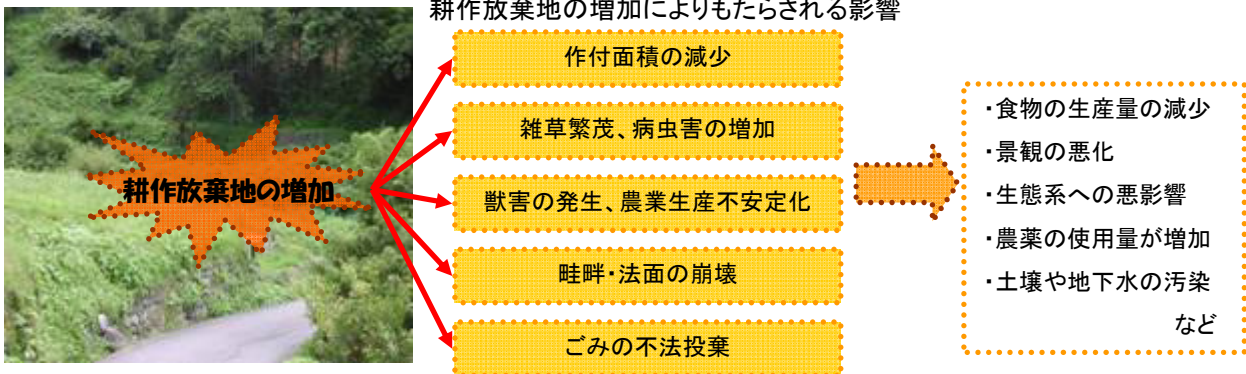 耕作放棄地の増加によりもたらされる影響
耕作放棄地の増加
作付面積の減少
雑草繁茂、病虫害の増加
獣害の発生、農業生産不安定化
畦畔・法面の崩壊
ごみの不法投棄
・食物の生産量の減少
・景観の悪化
・生態系への悪影響
・農薬の使用量が増加
・土壌や地下水の汚染
など